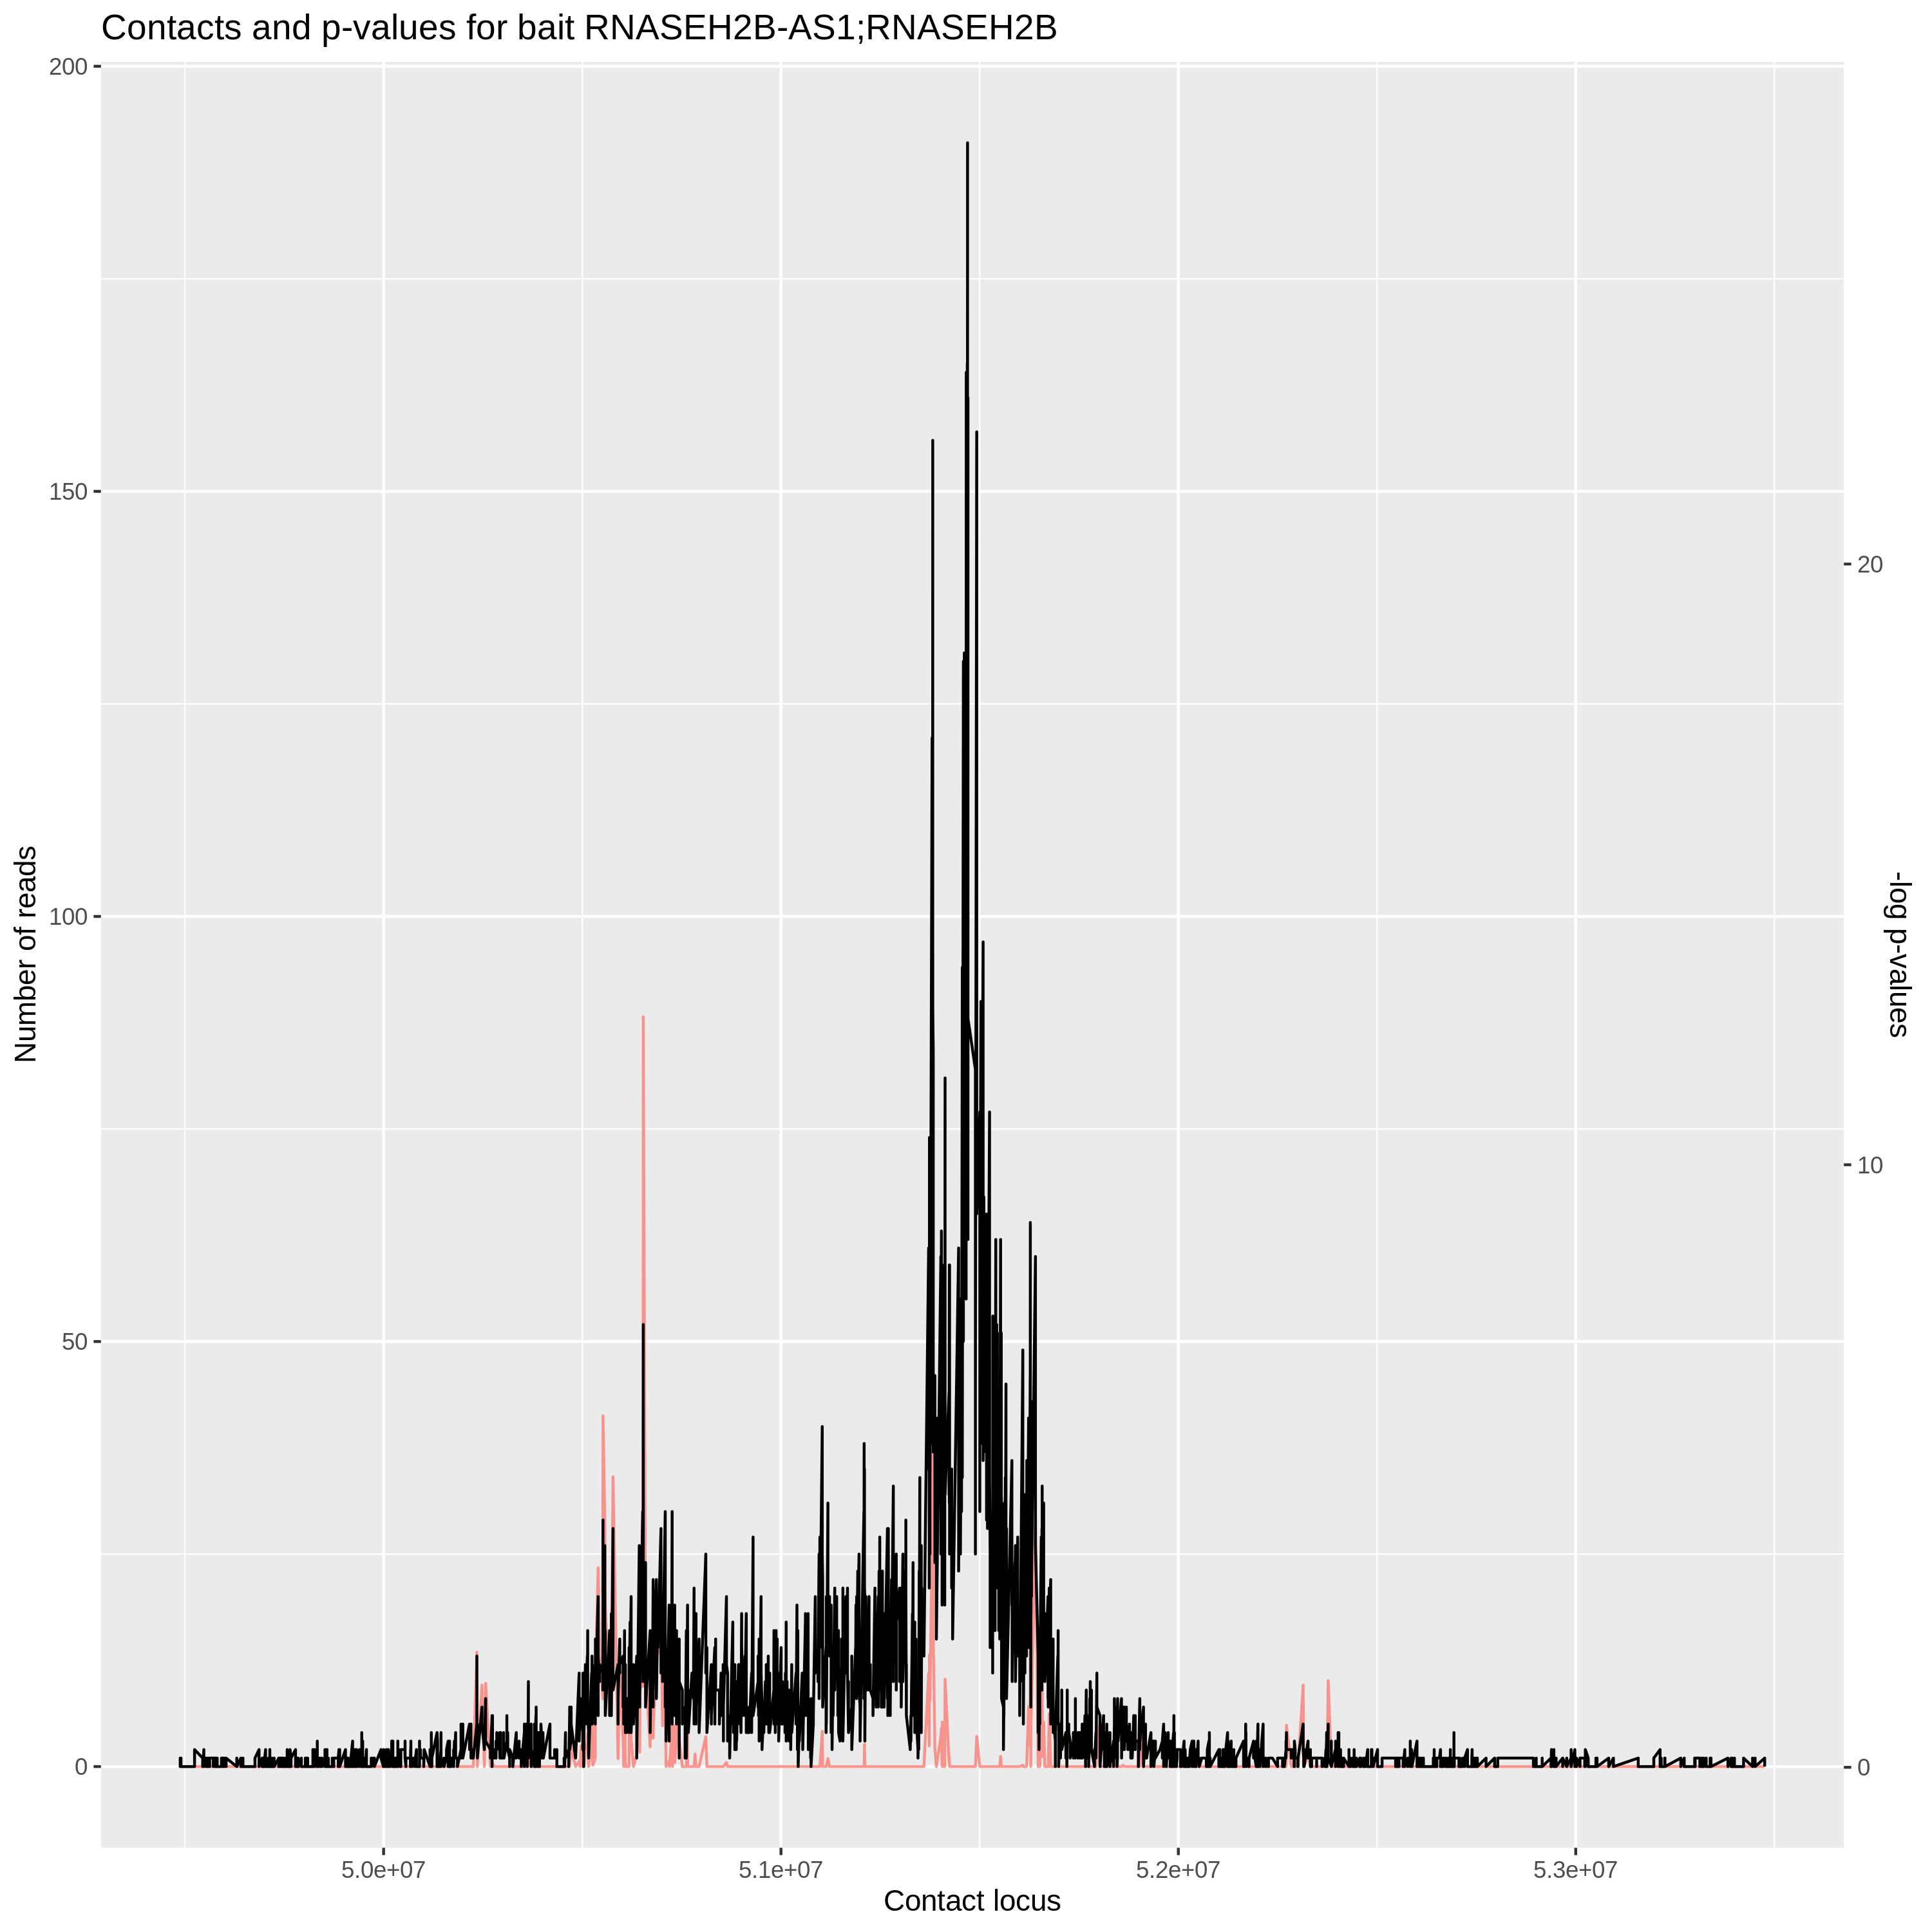 Contacts and p-values for bait RNASEH2B-AS1;RNASEH2B
200
150
100
50
0
Number of reads
20
10
0
-log p-values
5.0e+07 5.1e+07 5.2e+07 5.3e+07
Contact locus